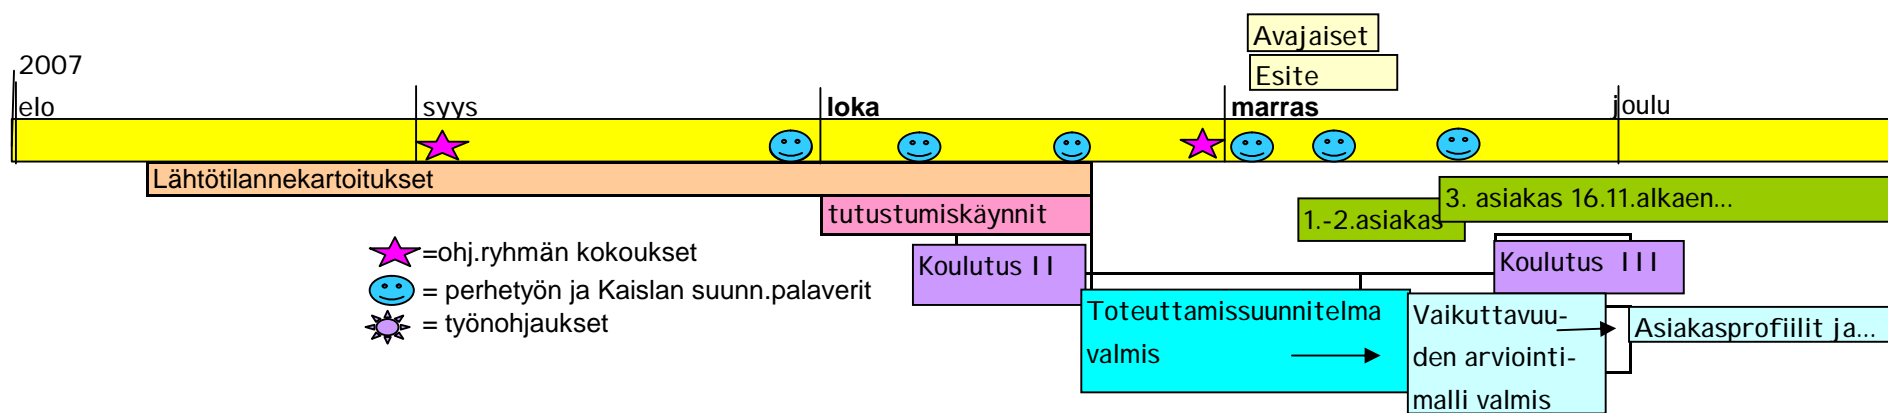 Avajaiset
2007
Esite
elo
syys
loka
marras
joulu
Lähtötilannekartoitukset
tutustumiskäynnit
1.-2.asiakas
3. asiakas 16.11.alkaen...
=ohj.ryhmän kokoukset
= perhetyön ja Kaislan suunn.palaverit
= työnohjaukset
Koulutus II
Koulutus III
Toteuttamissuunnitelma
valmis
Vaikuttavuu-
den arviointi-
malli valmis
Asiakasprofiilit ja...